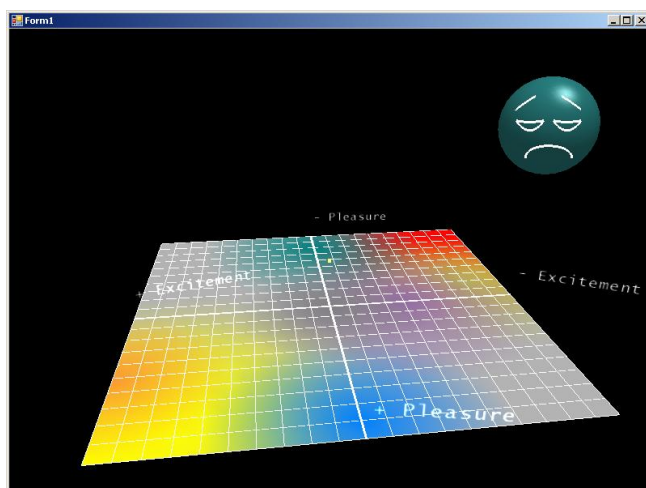 Form1
- Pleasure
+ Excitement
- Excitement
+ Pleasure